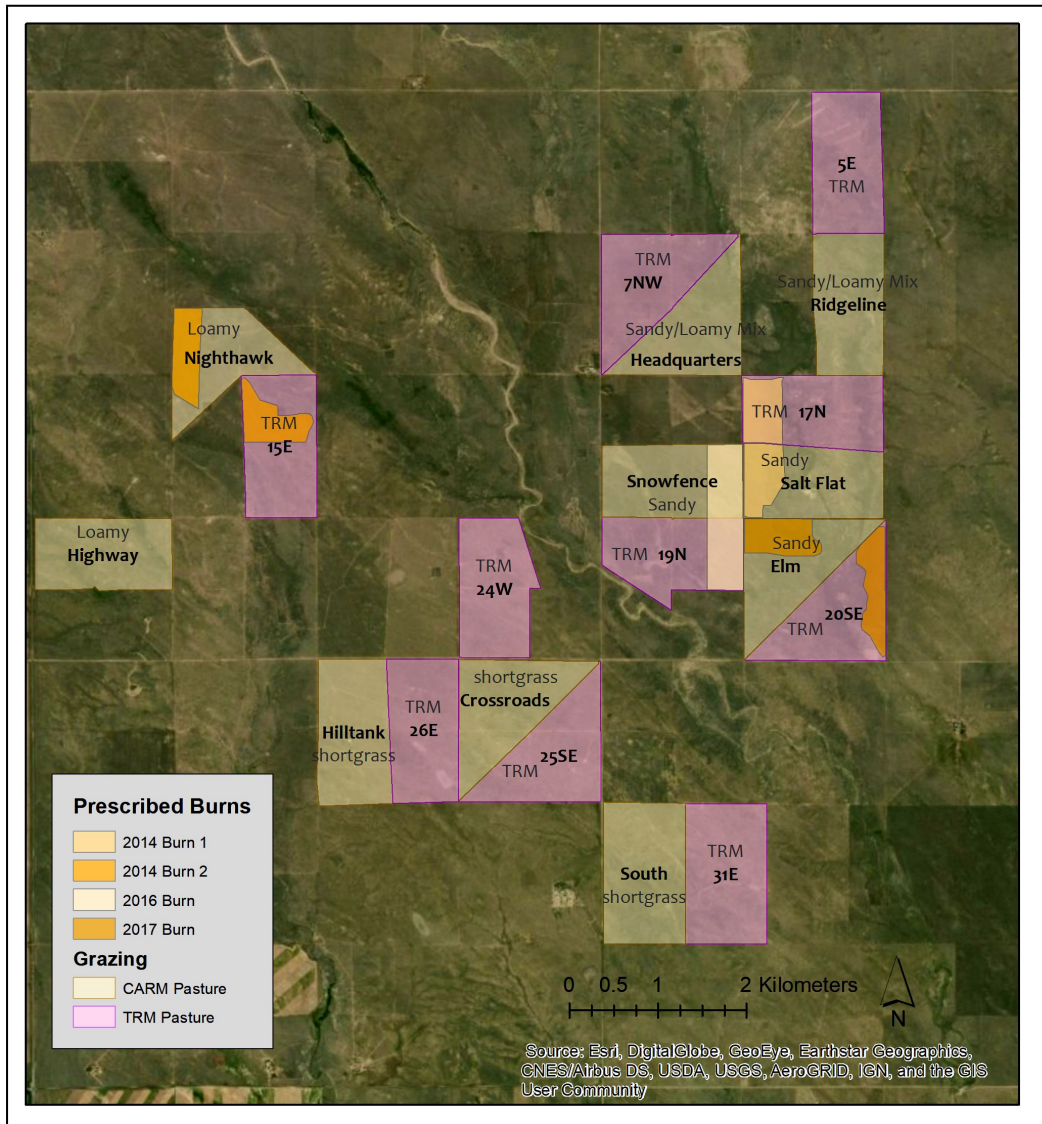 5E
TRM
TRM
7NW
Sandy/Loamy Mix
Ridgeline
Sandy/Loamy Mix
Headquarters
Loamy
Nighthawk
TRM
15E
TRM 17N
Sandy
Salt Flat
Snowfence
Sandy
Loamy
Highway
TRM
24W
TRM 19N
Sandy
Elm
20SE
TRM
shortgrass
Crossroads
TRM
26E
Hilltank
shortgrass
25SE
TRM
South
shortgrass
TRM
31E
Prescribed Burns
2014 Burn 1
2014 Burn 2
2016 Burn
2017 Burn
Grazing
CARM Pasture
TRM Pasture
0 0.5 1 2 Kilometers
N
Source: Esri, DigitalGlobe, GeoEye, Earthstar Geographics,
CNES/Airbus DS, USDA, USGS, AeroGRID, IGN, and the GIS
User Community